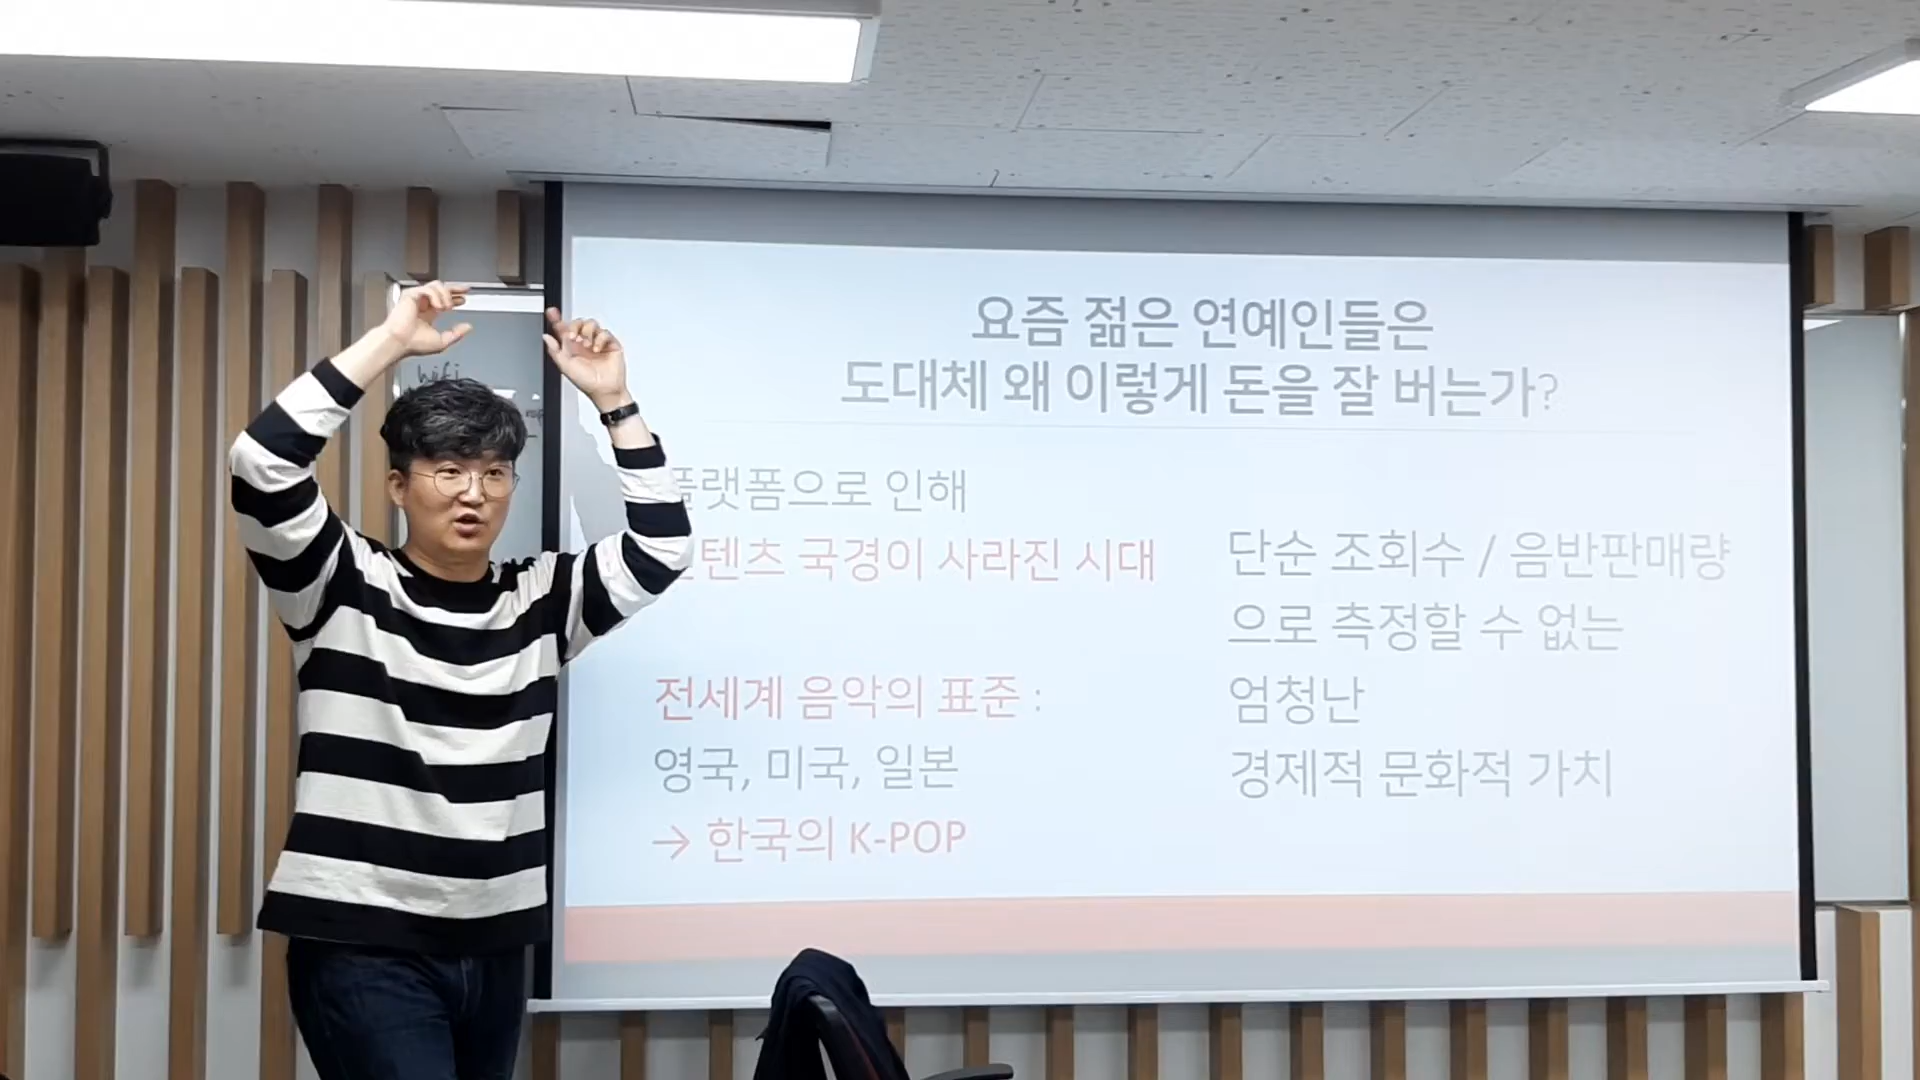 요즘 젊은 연예인들은
도대체 왜 이렇게 돈을 잘 버는가?
플랫폼으로 인해
국경이 사라진 시대
전세계 음악의 표준 :
영국, 미국, 일본
→ 한국의 K-POP
단순 조회수 / 음반판매량
으로 측정할 수 없는
엄청난
경제적 문화적 가치
wifi